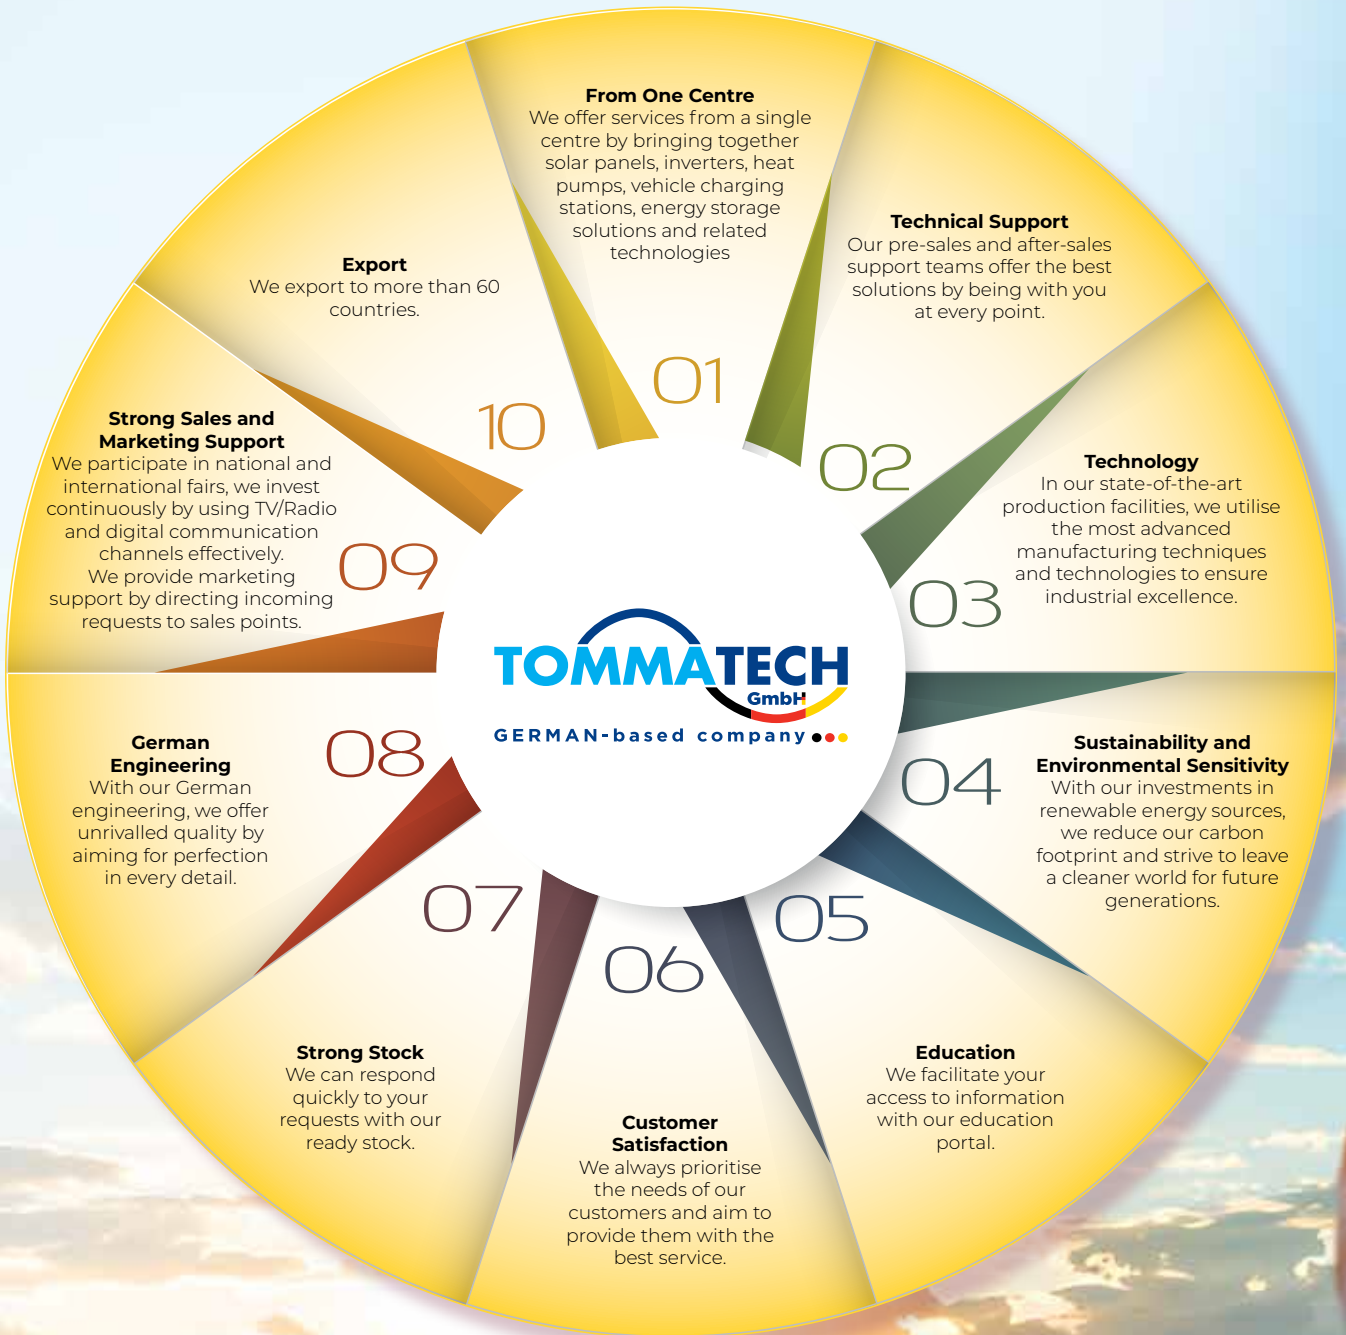 From One Centre
We offer services from a single
centre by bringing together
solar panels, inverters, heat
pumps, vehicle charging
stations, energy storage
solutions and related
technologies
01
Technical Support
Our pre-sales and after-sales
support teams offer the best
solutions by being with you
at every point.
02
Technology
In our state-of-the-art
production facilities, we utilise
the most advanced
manufacturing techniques
and technologies to ensure
industrial excellence.
03
Sustainability and
Environmental Sensitivity
With our investments in
renewable energy sources,
we reduce our carbon
footprint and strive to leave
a cleaner world for future
generations.
04
Education
We facilitate your
access to information
with our education
portal.
05
Customer
Satisfaction
We always prioritise
the needs of our
customers and aim to
provide them with the
best service.
06
Strong Stock
We can respond
quickly to your
requests with our
ready stock.
07
German
Engineering
With our German
engineering, we offer
unrivalled quality by
aiming for perfection
in every detail.
08
Strong Sales and
Marketing Support
We participate in national and
international fairs, we invest
continuously by using TV/Radio
and digital communication
channels effectively.
We provide marketing
support by directing incoming
requests to sales points.
09
Export
We export to more than 60
countries.
10
TOMMATECH
GmbH
GERMAN-based company